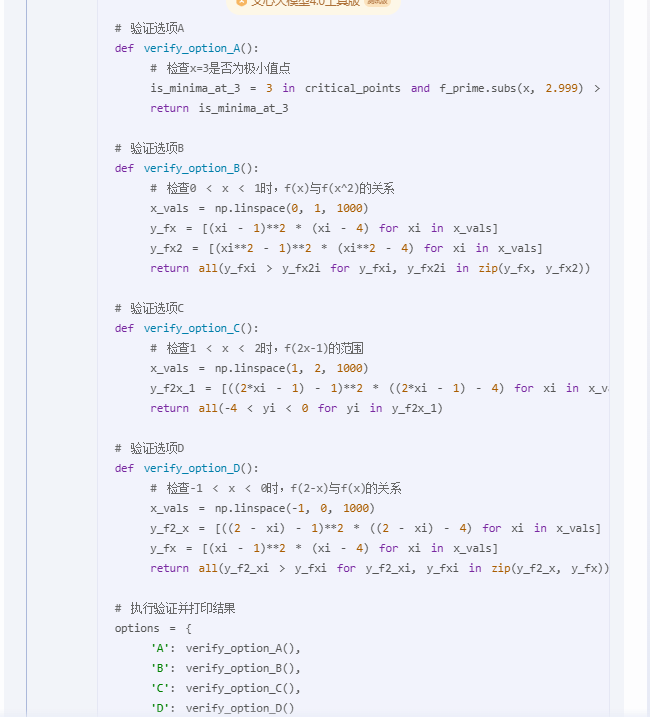 文心大模型4.0工具版 测试版
# 验证选项A
def verify_option_A():
# 检查x=3是否为极小值点
is_minima_at_3 = 3 in critical_points and f_prime.subs(x, 2.999) >
return is_minima_at_3
# 验证选项B
def verify_option_B():
# 检查0 < x < 1时，f(x)与f(x^2)的关系
x_vals = np.linspace(0, 1, 1000)
y_fx = [(xi - 1)**2 * (xi - 4) for xi in x_vals]
y_fx2 = [(xi**2 - 1)**2 * (xi**2 - 4) for xi in x_vals]
return all(y_fxi > y_fx2i for y_fxi, y_fx2i in zip(y_fx, y_fx2))
# 验证选项C
def verify_option_C():
# 检查1 < x < 2时，f(2x-1)的范围
x_vals = np.linspace(1, 2, 1000)
y_f2x_1 = [((2*xi - 1) - 1)**2 * ((2*xi - 1) - 4) for xi in x_v
return all(-4 < yi < 0 for yi in y_f2x_1)
# 验证选项D
def verify_option_D():
# 检查-1 < x < 0时，f(2-x)与f(x)的关系
x_vals = np.linspace(-1, 0, 1000)
y_f2_x = [((2 - xi) - 1)**2 * ((2 - xi) - 4) for xi in x_vals]
y_fx = [(xi - 1)**2 * (xi - 4) for xi in x_vals]
return all(y_f2_xi > y_fxi for y_f2_xi, y_fxi in zip(y_f2_x, y_fx))
# 执行验证并打印结果
options = {
'A': verify_option_A(),
'B': verify_option_B(),
'C': verify_option_C(),
'D': verify_option_D()